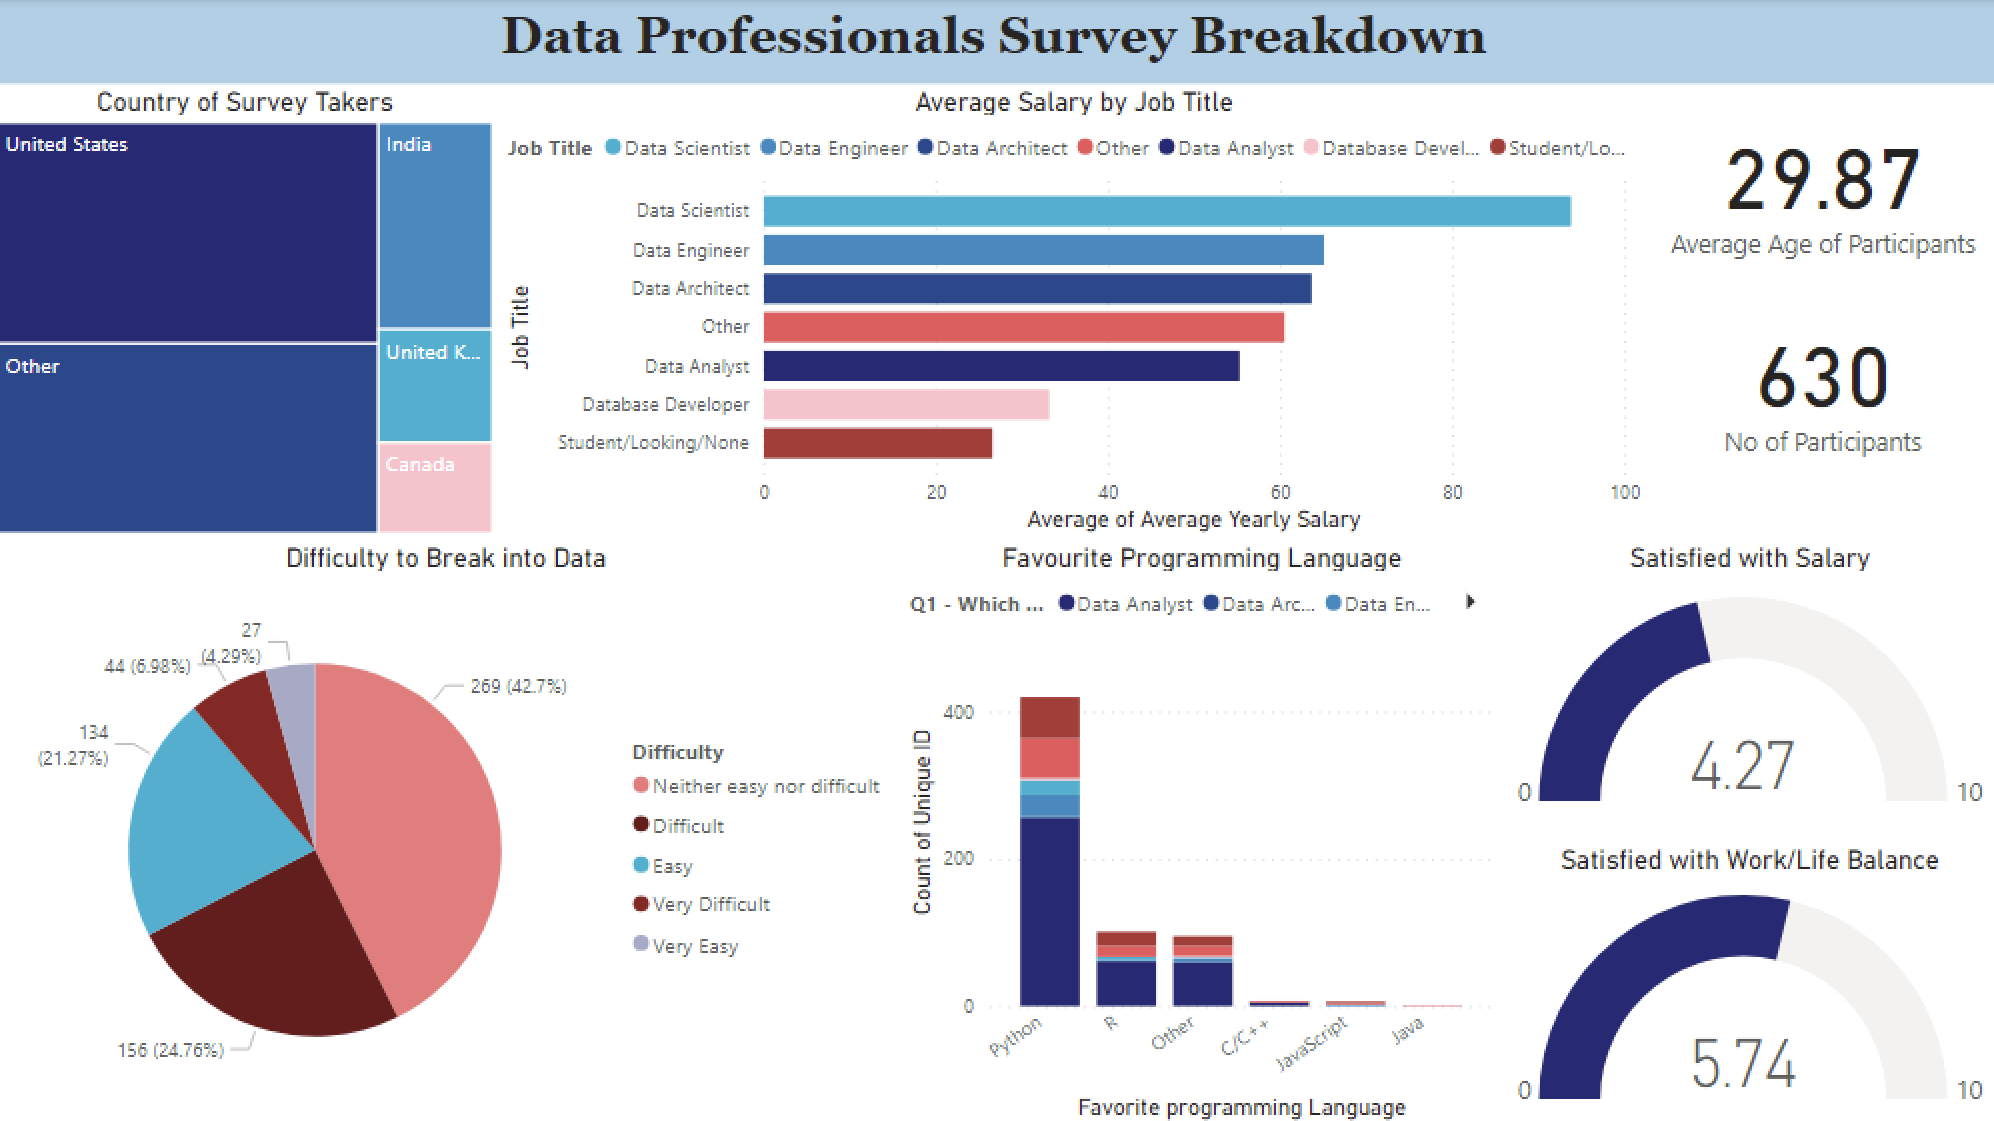 Data Professionals Survey Breakdown
Country of Survey Takers
United States
India
Other
United K...
Canada
Average Salary by Job Title
Job Title Data Scientist Data Engineer Data Architect Other Data Analyst Database Devel... Student/Lo...
Job Title
Data Scientist
Data Engineer
Data Architect
Other
Data Analyst
Database Developer
Student/Looking/None
0 20 40 60 80 100
Average of Average Yearly Salary
29.87
Average Age of Participants
630
No of Participants
Difficulty to Break into Data
27
(4.29%)
44 (6.98%)
269 (42.7%)
134
(21.27%)
156 (24.76%)
Difficulty
Neither easy nor difficult
Difficult
Easy
Very Difficult
Very Easy
Favourite Programming Language
Q1 - Which ... Data Analyst Data Arc... Data En...
Count of Unique ID
400
200
0
Python R Other C/C++ JavaScript Java
Favorite programming Language
Satisfied with Salary
4.27
0 10
Satisfied with Work/Life Balance
5.74
0 10